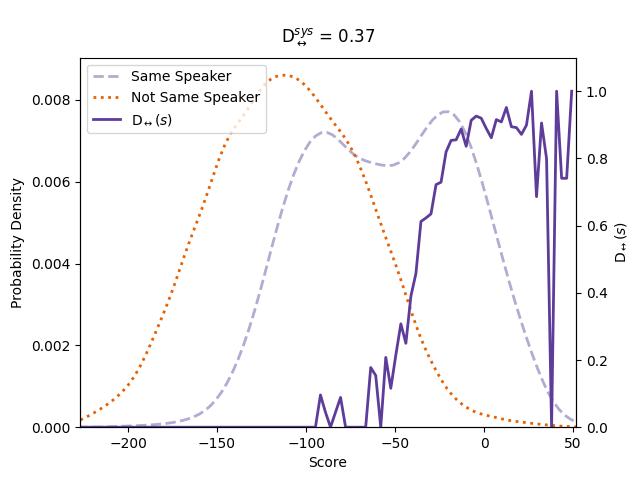 D↔sys = 0.37
Same Speaker
Not Same Speaker
D↔(s)
Probability Density
0.008
0.006
0.004
0.002
0.000
−200
−150
−100
−50
0
50
Score
1.0
0.8
0.6
0.4
0.2
0.0
D↔(s)